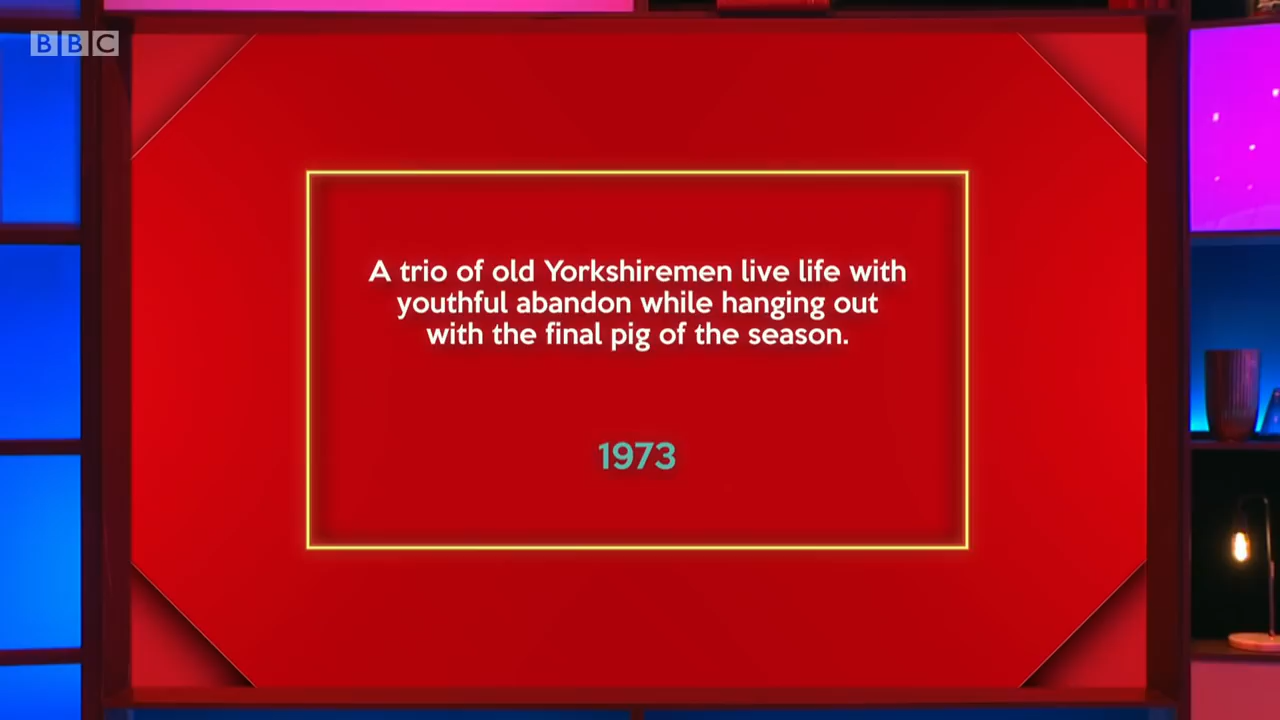 BBC
A trio of old Yorkshiremen live life with
youthful abandon while hanging out
with the final pig of the season.
1973